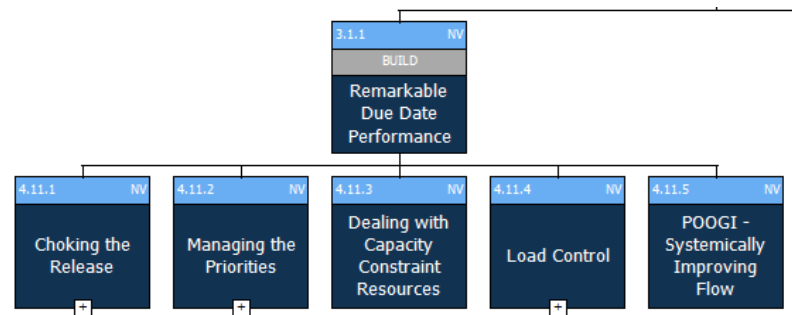 3.1.1 NV
BUILD
Remarkable
Due Date
Performance
4.11.1 NV
Choking the
Release
+
4.11.2 NV
Managing the
Priorities
+
4.11.3 NV
Dealing with
Capacity
Constraint
Resources
4.11.4 NV
Load Control
+
4.11.5 NV
POOGI -
Systemically
Improving
Flow